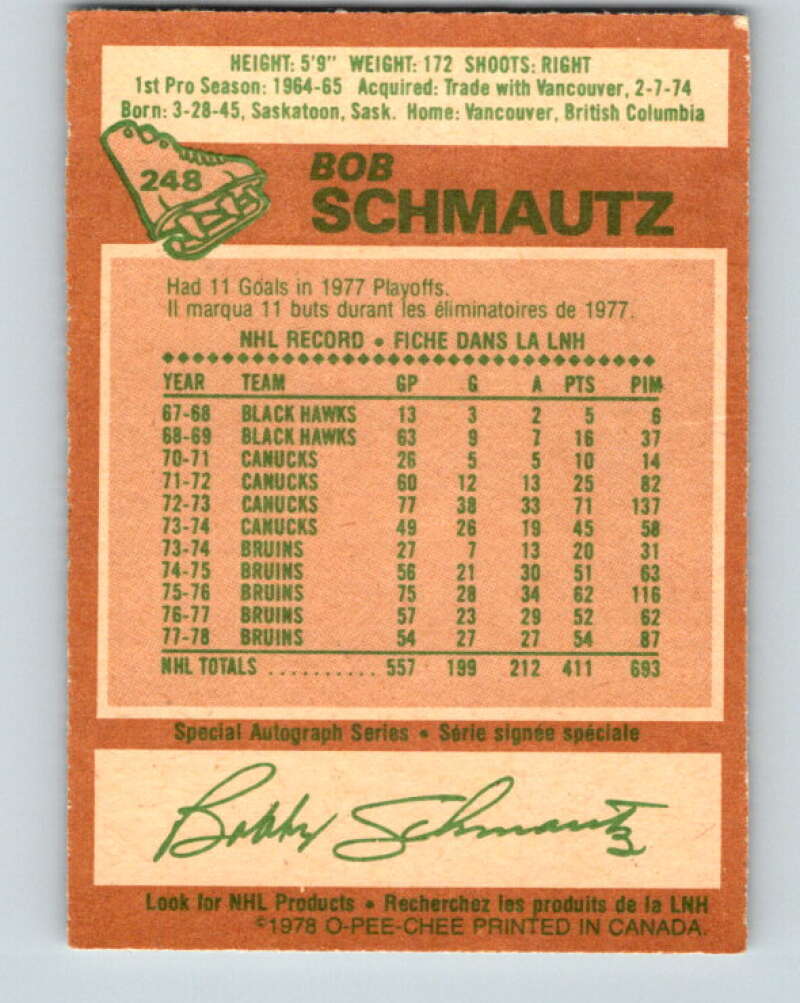 HEIGHT: 5'9" WEIGHT: 172 SHOOTS: RIGHT
1st Pro Season: 1964-65 Acquired: Trade with Vancouver, 2-7-74
Born: 3-28-45, Saskatoon, Sask. Home: Vancouver, British Columbia
248
BOB
SCHMAUTZ
Had 11 Goals in 1977 Playoffs.
Il marqua 11 buts durant les éliminatoires de 1977.
NHL RECORD • FICHE DANS LA LNH
YEAR TEAM GP G A PTS PIM
67-68 BLACK HAWKS 13 3 2 5 6
68-69 BLACK HAWKS 63 9 7 16 37
70-71 CANUCKS 26 5 5 10 14
71-72 CANUCKS 60 12 13 25 82
72-73 CANUCKS 77 38 33 71 137
73-74 CANUCKS 49 26 19 45 58
73-74 BRUINS 27 7 13 20 31
74-75 BRUINS 56 21 30 51 63
75-76 BRUINS 75 28 34 62 116
76-77 BRUINS 57 23 29 52 62
77-78 BRUINS 54 27 27 54 87
NHL TOTALS .......... 557 199 212 411 693
Special Autograph Series • Série signée spéciale
Bobby Schmautz
Look for NHL Products • Recherchez les produits de la LNH
©1978 O-PEE-CHEE PRINTED IN CANADA.